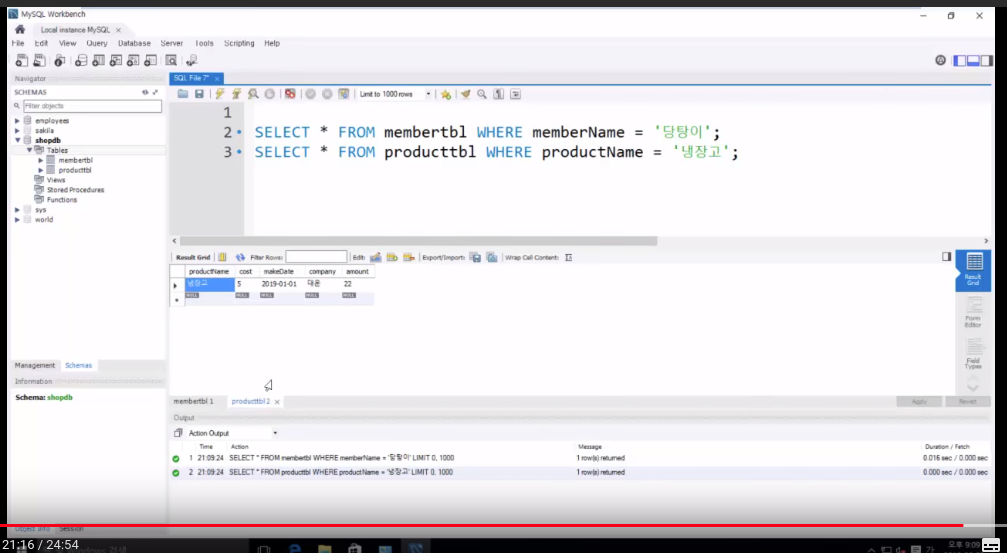 MySQL Workbench
Local instance MySQL ×
File Edit View Query Database Server Tools Scripting Help
Navigator
SCHEMAS
Filter objects
employees
sakila
shopdb
Tables
membertbl
producttbl
Views
Stored Procedures
Functions
sys
world
Management Schemas
Information
Schema: shopdb
Object Info Session
SQL File 7* ×
Limit to 1000 rows
1
2 SELECT * FROM membertbl WHERE memberName = '당탕이';
3 SELECT * FROM producttbl WHERE productName = '냉장고';
Result Grid Filter Rows: Edit: Export/Import: Wrap Cell Content:
productName cost makeDate company amount
냉장고 5 2019-01-01 대운 22
NULL NULL NULL NULL NULL
Result Grid
Form Editor
Field Types
membertbl 1 producttbl 2 ×
Apply Revert
Output
Action Output
Time Action Message Duration / Fetch
1 21:09:24 SELECT * FROM membertbl WHERE memberName = '당탕이' LIMIT 0, 1000 1 row(s) returned 0.016 sec / 0.000 sec
2 21:09:24 SELECT * FROM producttbl WHERE productName = '냉장고' LIMIT 0, 1000 1 row(s) returned 0.000 sec / 0.000 sec
21:16 / 24:54
오후 9:09